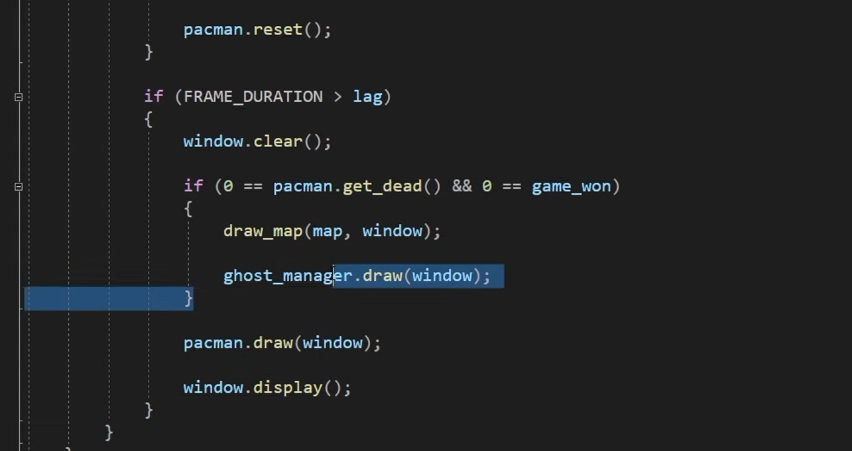 pacman.reset();
}
if (FRAME_DURATION > lag)
{
window.clear();
if (0 == pacman.get_dead() && 0 == game_won)
{
draw_map(map, window);
ghost_manager.draw(window);
}
pacman.draw(window);
window.display();
}
}